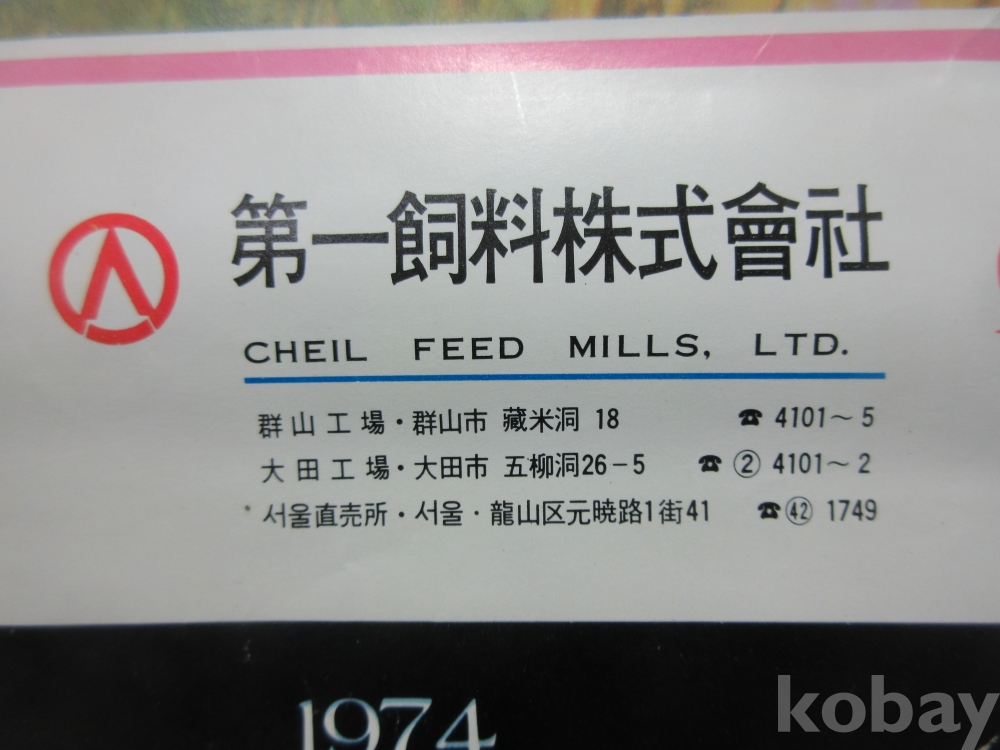 第一飼料株式會社
CHEIL FEED MILLS, LTD.
群山工場・群山市 藏米洞 18 ☎ 4101~5
大田工場・大田市 五柳洞26-5 ☎ ② 4101~2
서울直売所・서울・龍山区元暁路1街41 ☎ ㊷ 1749
1974
kobay